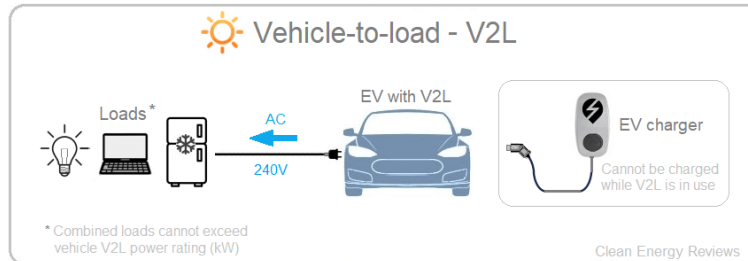 Vehicle-to-load - V2L
Loads *
AC
240V
EV with V2L
EV charger
Cannot be charged
while V2L is in use
* Combined loads cannot exceed
vehicle V2L power rating (kW)
Clean Energy Reviews